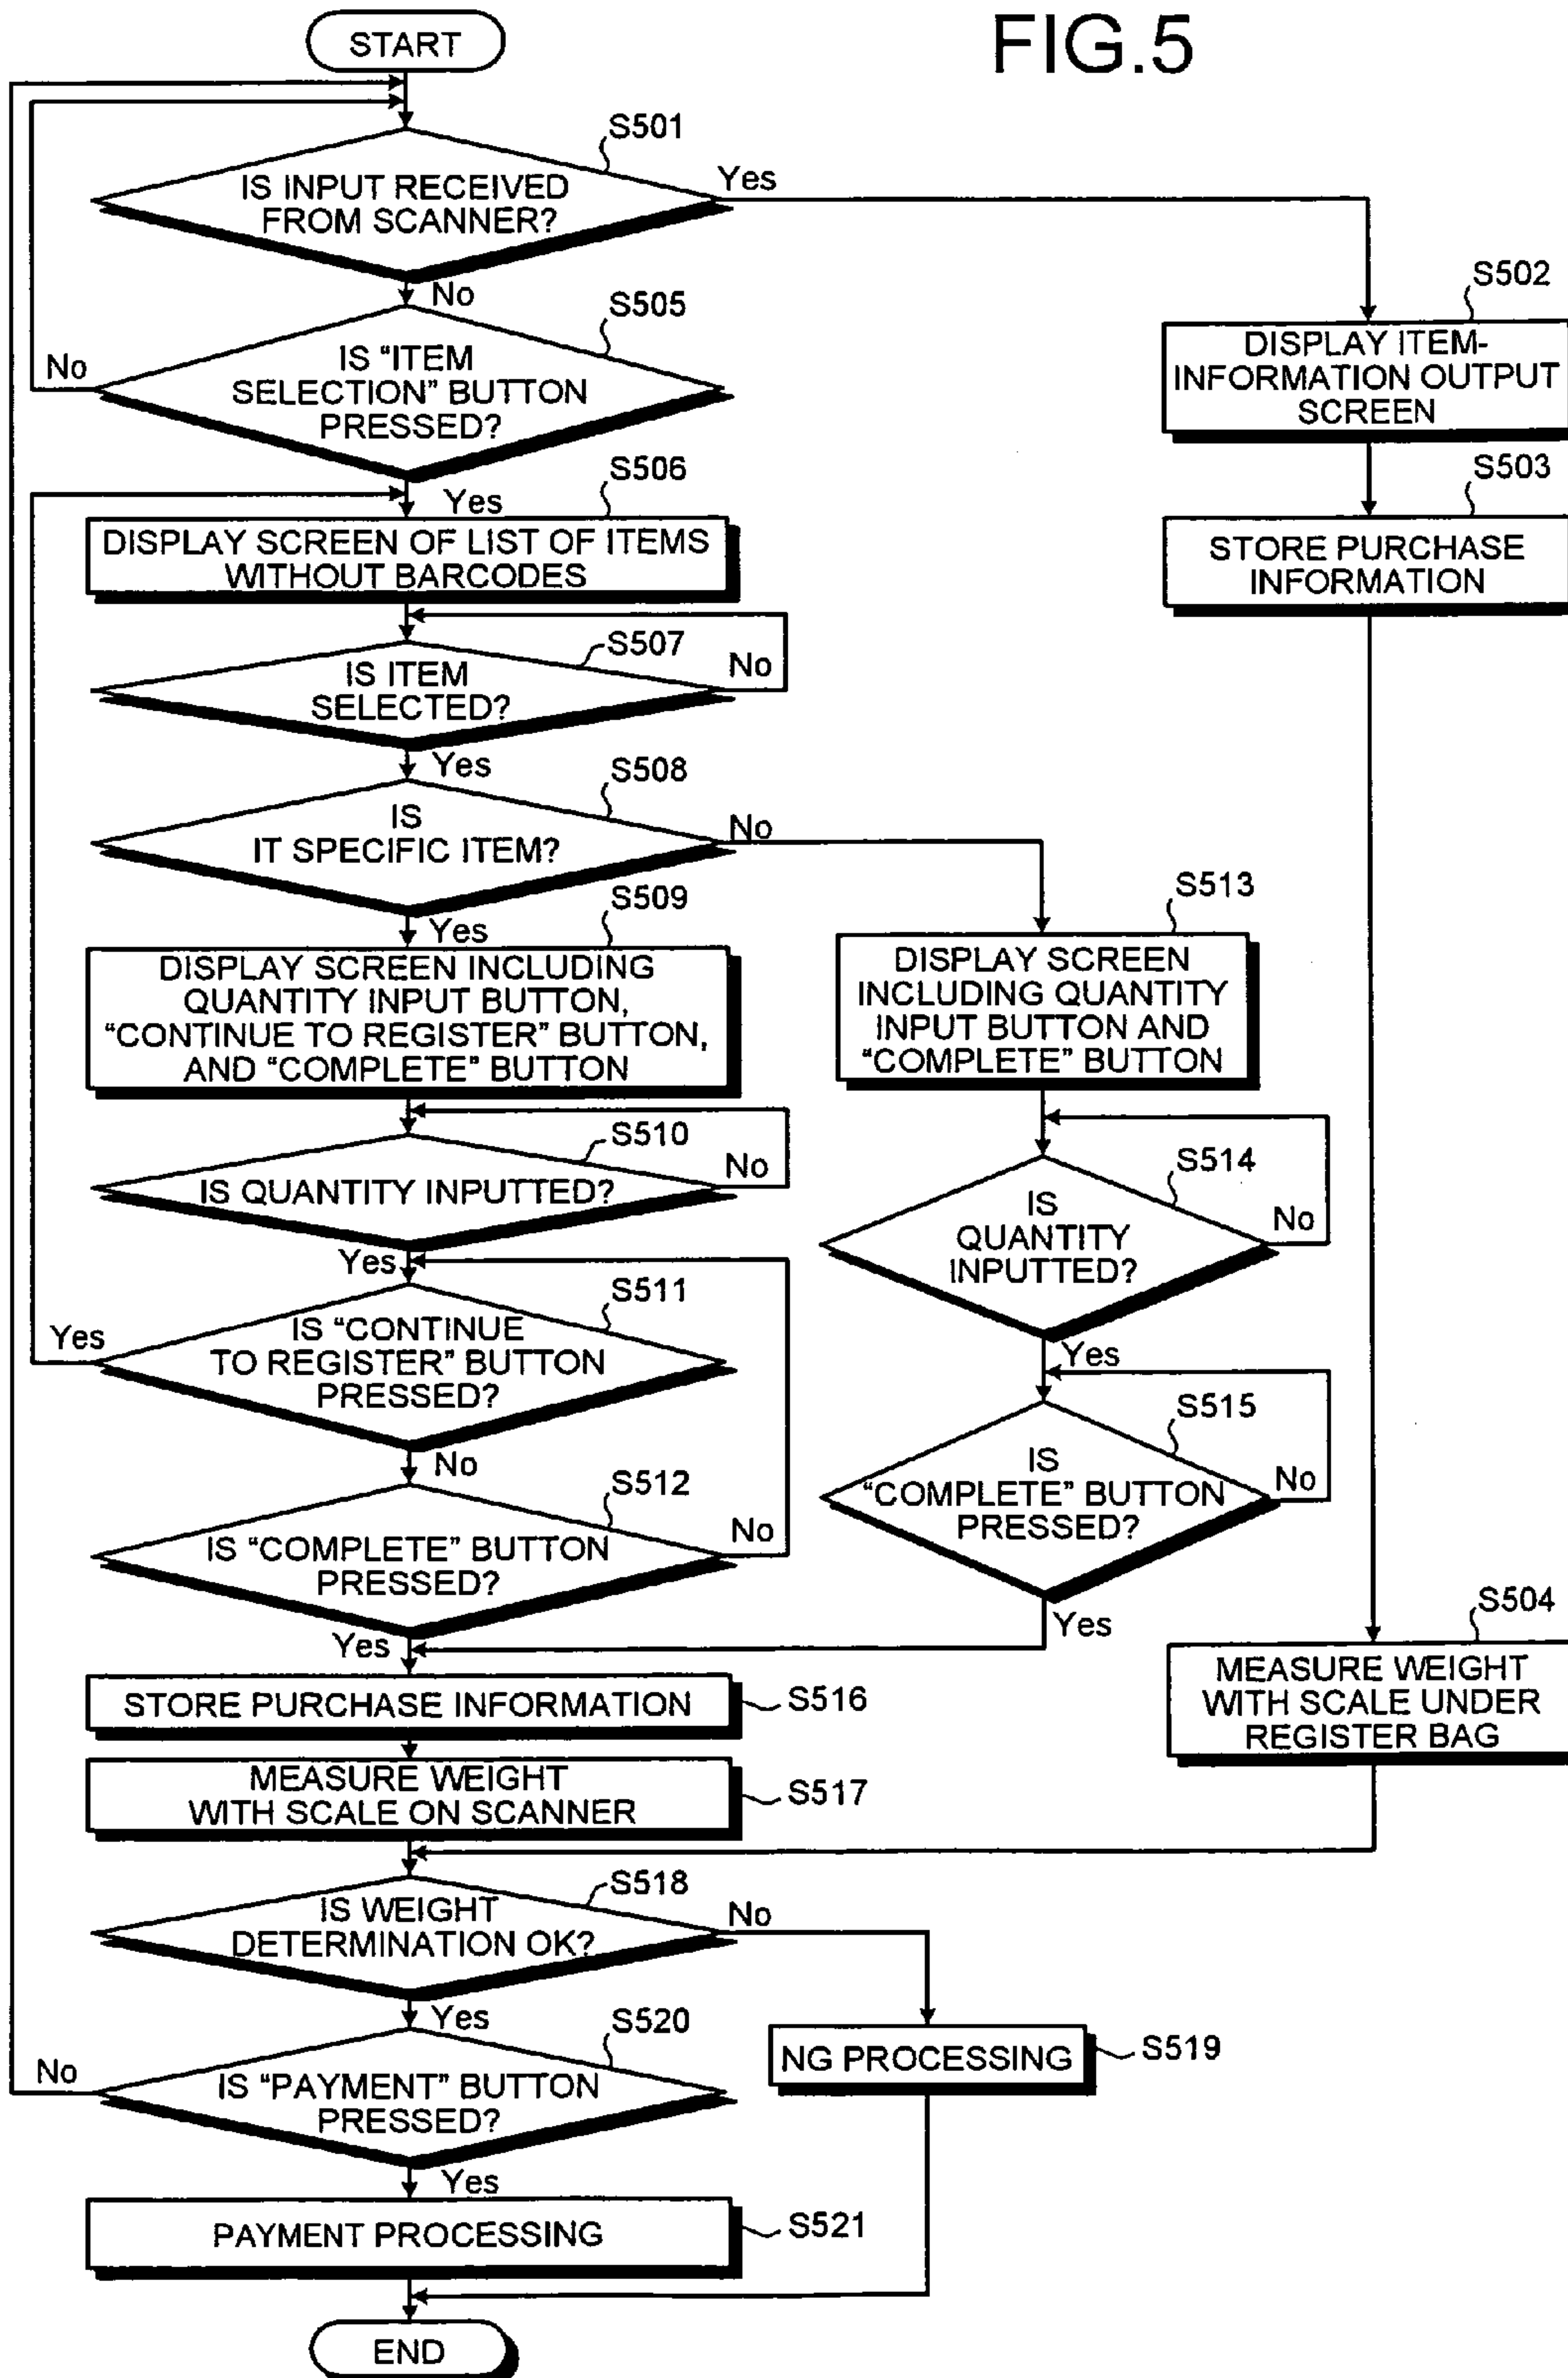 FIG.5
START
S501
IS INPUT RECEIVED
FROM SCANNER?
Yes
No
S502
DISPLAY ITEM-
INFORMATION OUTPUT
SCREEN
S503
STORE PURCHASE
INFORMATION
S505
IS “ITEM
SELECTION” BUTTON
PRESSED?
No
Yes
S506
DISPLAY SCREEN OF LIST OF ITEMS
WITHOUT BARCODES
S507
IS ITEM
SELECTED?
No
Yes
S508
IS
IT SPECIFIC ITEM?
No
Yes
S509
DISPLAY SCREEN INCLUDING
QUANTITY INPUT BUTTON,
“CONTINUE TO REGISTER” BUTTON,
AND “COMPLETE” BUTTON
S513
DISPLAY SCREEN
INCLUDING QUANTITY
INPUT BUTTON AND
“COMPLETE” BUTTON
S510
IS QUANTITY INPUTTED?
No
Yes
S514
IS
QUANTITY
INPUTTED?
No
Yes
S511
IS “CONTINUE
TO REGISTER” BUTTON
PRESSED?
Yes
No
S515
IS
“COMPLETE” BUTTON
PRESSED?
No
Yes
S512
IS “COMPLETE” BUTTON
PRESSED?
No
Yes
S504
MEASURE WEIGHT
WITH SCALE UNDER
REGISTER BAG
STORE PURCHASE INFORMATION
S516
MEASURE WEIGHT
WITH SCALE ON SCANNER
S517
S518
IS WEIGHT
DETERMINATION OK?
No
Yes
NG PROCESSING
S519
S520
IS “PAYMENT” BUTTON
PRESSED?
No
Yes
PAYMENT PROCESSING
S521
END